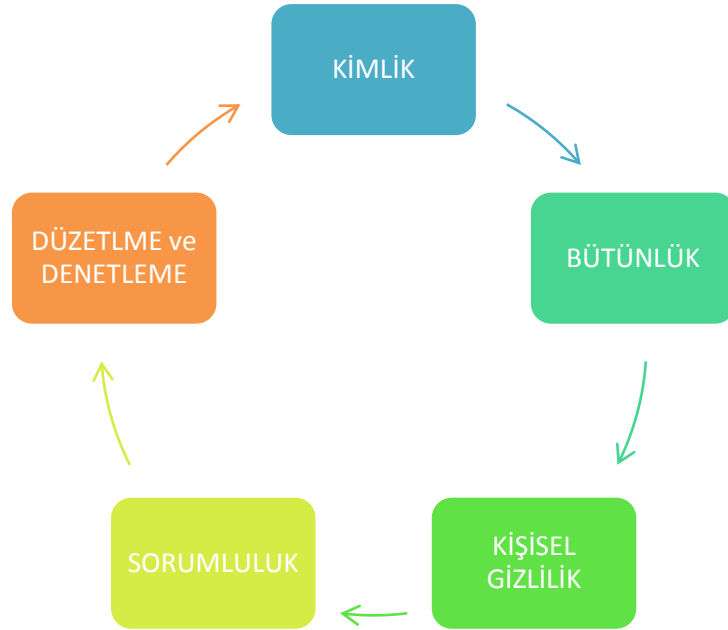 KİMLİK
BÜTÜNLÜK
KİŞİSEL
GİZLİLİK
SORUMLULUK
DÜZETLME ve
DENETLEME